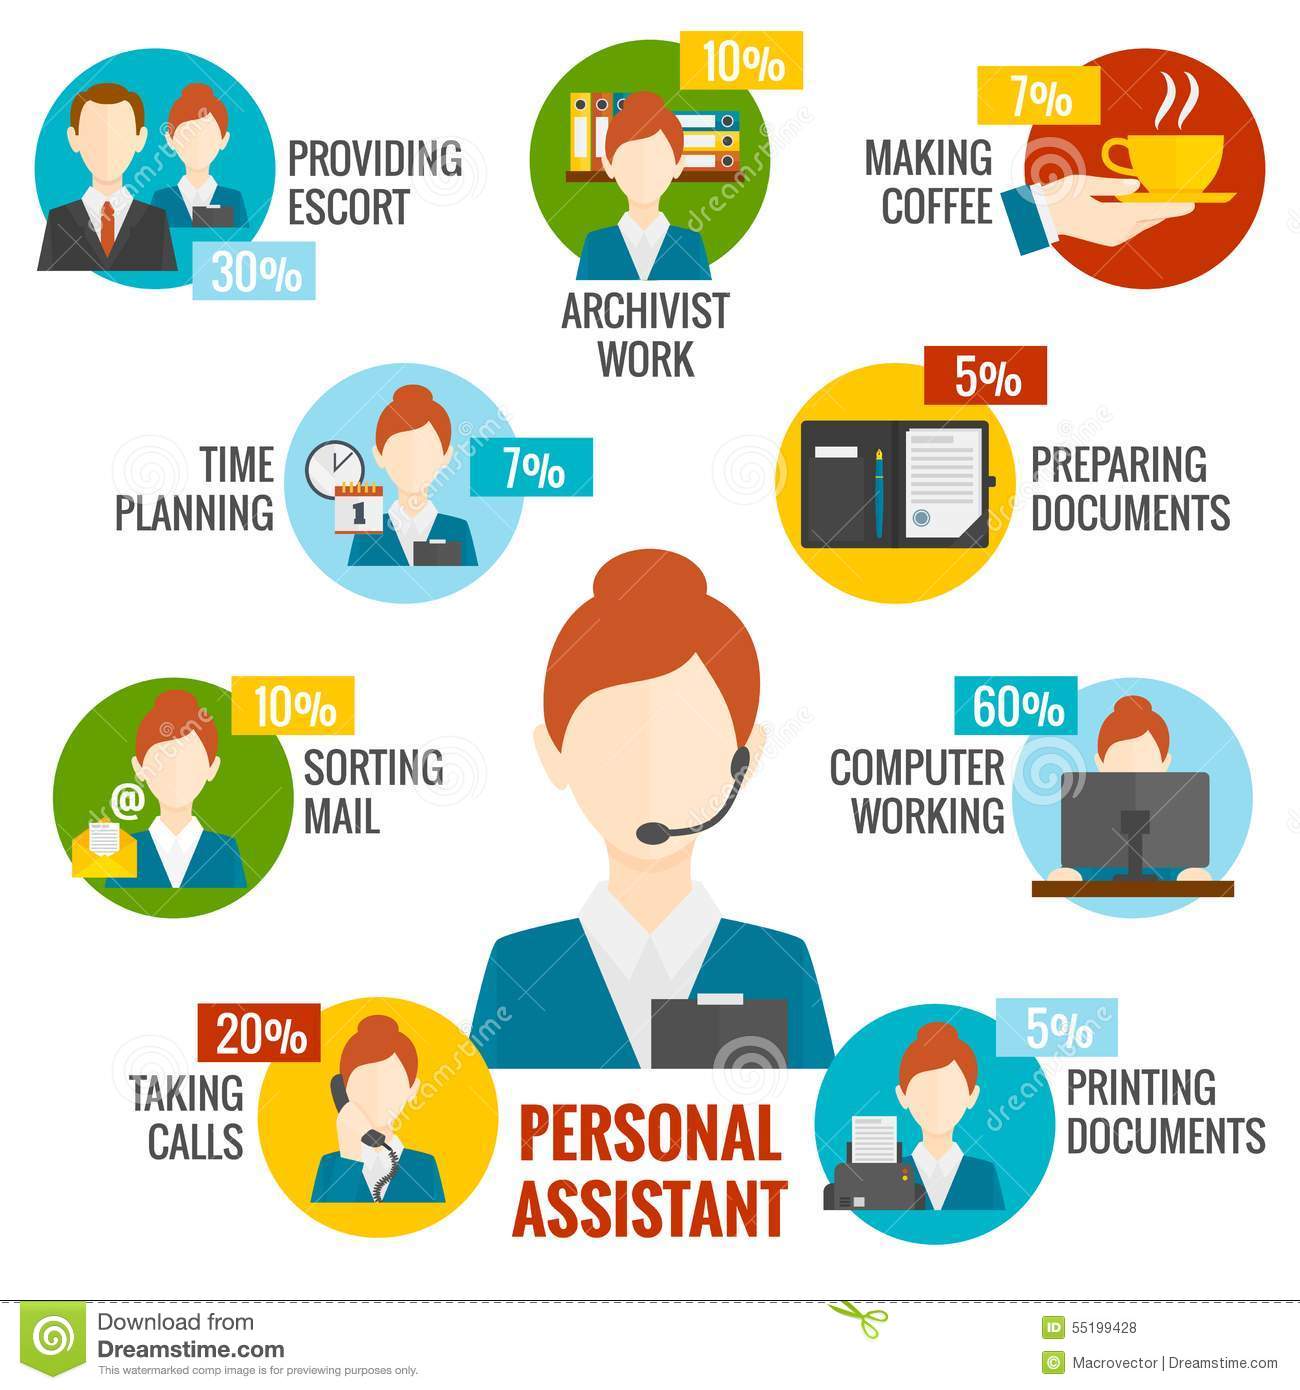 10%
7%
PROVIDING
ESCORT
30%
MAKING
COFFEE
ARCHIVIST
WORK
5%
TIME
PLANNING
1
7%
PREPARING
DOCUMENTS
10%
SORTING
MAIL
@
60%
COMPUTER
WORKING
20%
TAKING
CALLS
5%
PRINTING
DOCUMENTS
PERSONAL
ASSISTANT
dreamstime
Download from
Dreamstime.com
This watermarked comp image is for previewing purposes only.
ID 55199428
© Macrovector | Dreamstime.com